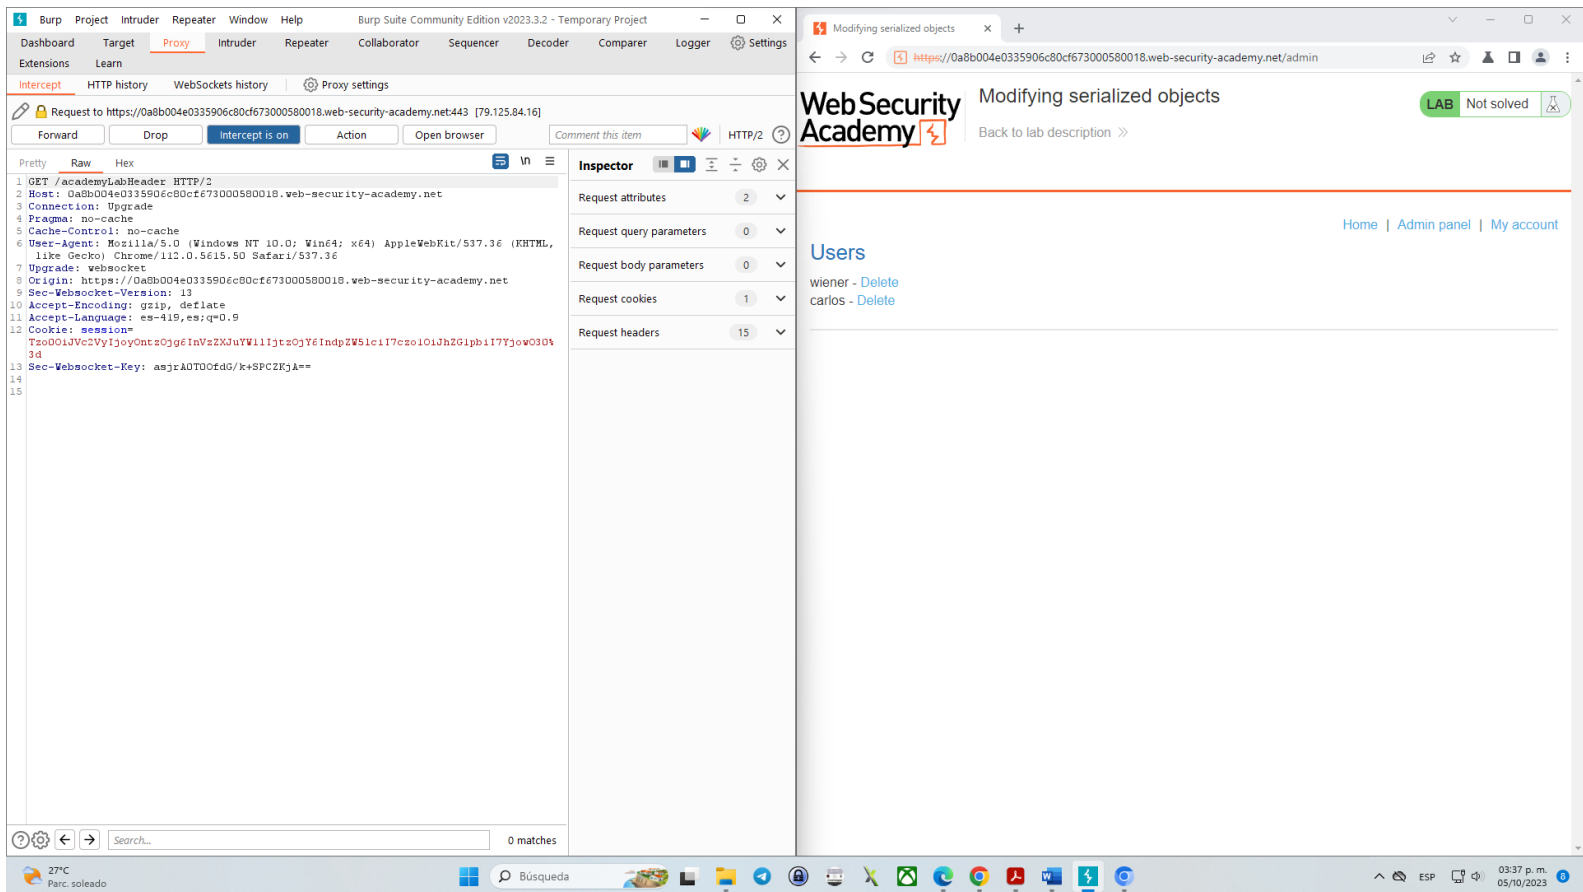 Burp Project Intruder Repeater Window Help Burp Suite Community Edition v2023.3.2 - Temporary Project
Dashboard Target Proxy Intruder Repeater Collaborator Sequencer Decoder Comparer Logger Settings
Extensions Learn
Intercept HTTP history WebSockets history Proxy settings
Request to https://0a8b004e0335906c80cf673000580018.web-security-academy.net:443 [79.125.84.16]
Forward Drop Intercept is on Action Open browser Comment this item HTTP/2
Pretty Raw Hex \n
1 GET /academyLabHeader HTTP/2
2 Host: 0a8b004e0335906c80cf673000580018.web-security-academy.net
3 Connection: Upgrade
4 Pragma: no-cache
5 Cache-Control: no-cache
6 User-Agent: Mozilla/5.0 (Windows NT 10.0; Win64; x64) AppleWebKit/537.36 (KHTML,
like Gecko) Chrome/112.0.5615.50 Safari/537.36
7 Upgrade: websocket
8 Origin: https://0a8b004e0335906c80cf673000580018.web-security-academy.net
9 Sec-Websocket-Version: 13
10 Accept-Encoding: gzip, deflate
11 Accept-Language: es-419,es;q=0.9
12 Cookie: session=
Tzo0OiJVc2VyIjoyOntzOjg6InVzZXJuYW1lIjtzOjY6IndpZW5lciI7czo1OiJhZG1pbiI7YjowO30%
3d
13 Sec-Websocket-Key: asjrA0T0OfdG/k+SPCZKjA==
14
15
Inspector
Request attributes 2
Request query parameters 0
Request body parameters 0
Request cookies 1
Request headers 15
Search...
0 matches
Modifying serialized objects
https://0a8b004e0335906c80cf673000580018.web-security-academy.net/admin
Web Security
Academy
Modifying serialized objects
Back to lab description
LAB Not solved
Home | Admin panel | My account
Users
wiener - Delete
carlos - Delete
27°C
Parc. soleado
Búsqueda
ESP
03:37 p. m.
05/10/2023
8